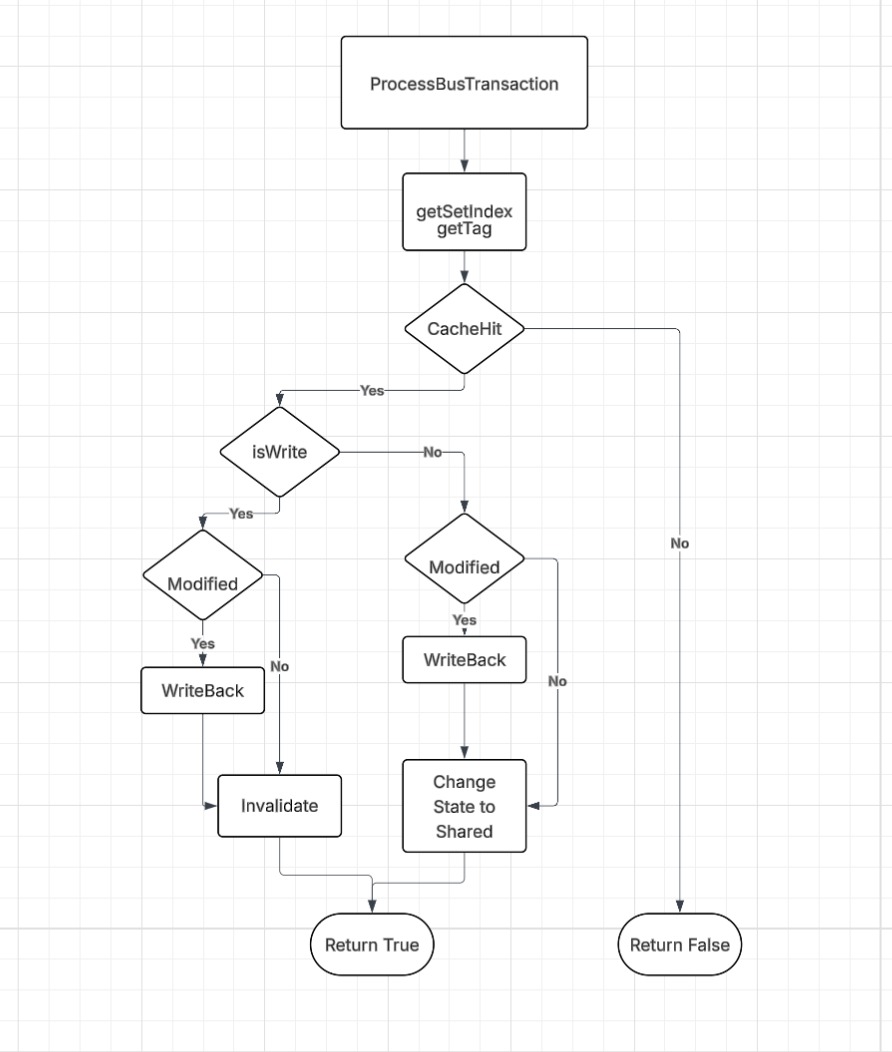 ProcessBusTransaction
getSetIndex
getTag
CacheHit
Yes
isWrite
No
Yes
No
Modified
Modified
Yes
Yes
No
WriteBack
No
WriteBack
Change
State to
Shared
Invalidate
Return True
Return False